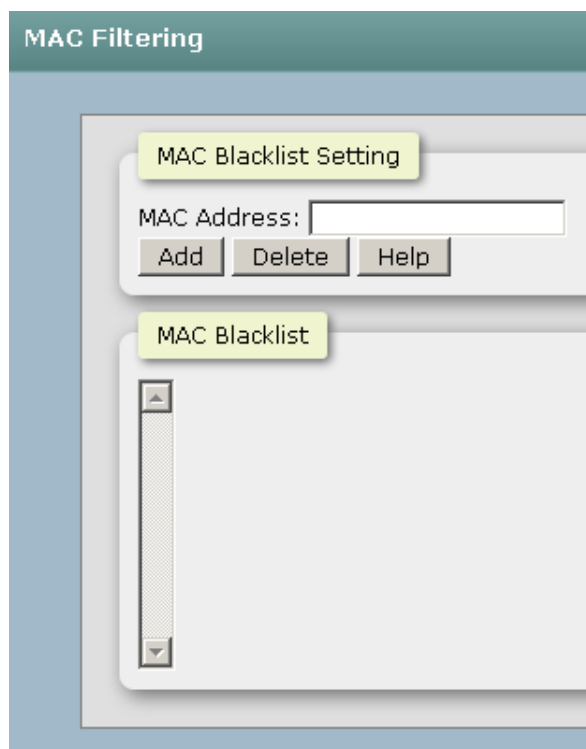 MAC Filtering
MAC Blacklist Setting
MAC Address:
Add Delete Help
MAC Blacklist